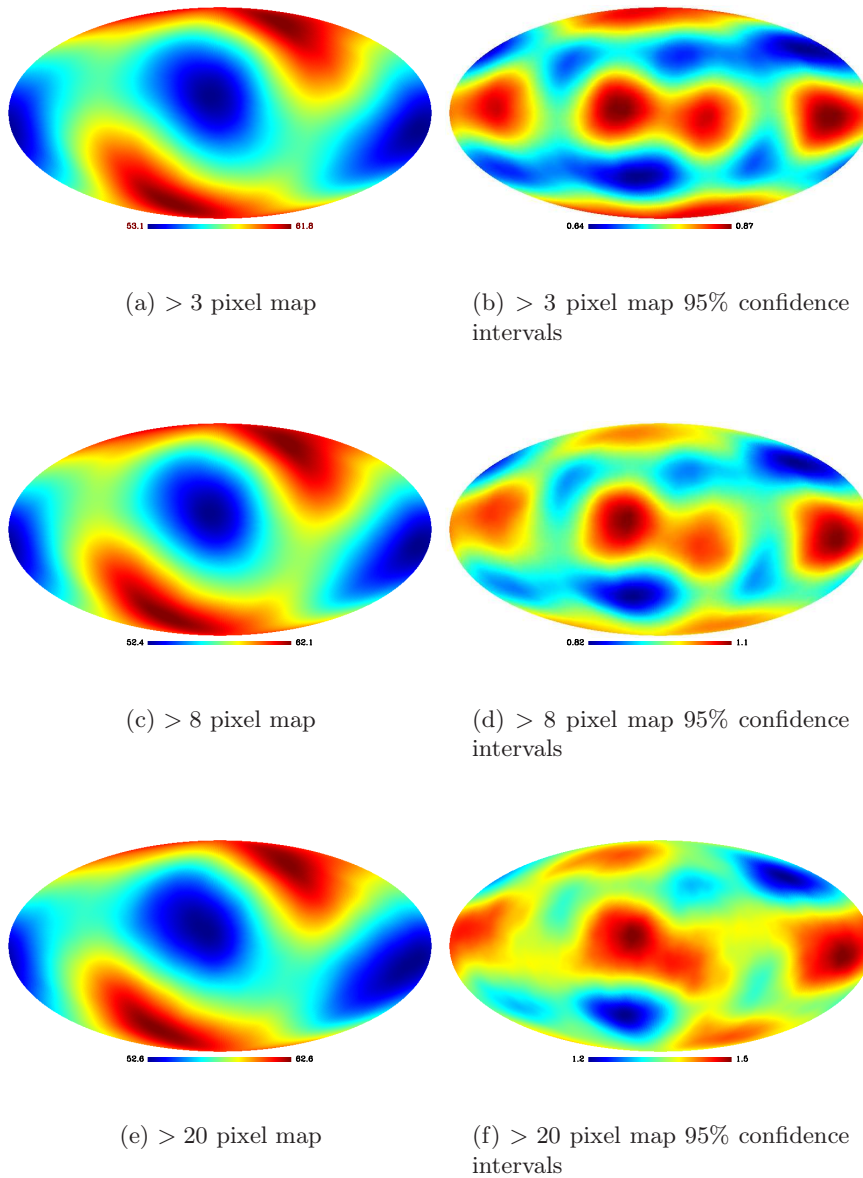 53.1 61.8
0.64 0.87
(a) > 3 pixel map
(b) > 3 pixel map 95% confidence
intervals
52.4 62.1
0.82 1.1
(c) > 8 pixel map
(d) > 8 pixel map 95% confidence
intervals
52.6 62.6
1.2 1.5
(e) > 20 pixel map
(f) > 20 pixel map 95% confidence
intervals